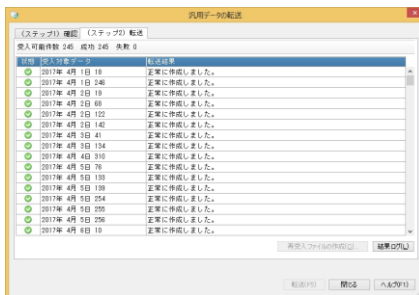 汎用データの転送
(ステップ1) 確認 (ステップ2) 転送
受入可能件数 245 成功 245 失敗 0
状態 受入対象データ 転送結果
2017年 4月 1日 18 正常に作成しました。
2017年 4月 1日 246 正常に作成しました。
2017年 4月 2日 19 正常に作成しました。
2017年 4月 2日 68 正常に作成しました。
2017年 4月 2日 122 正常に作成しました。
2017年 4月 2日 142 正常に作成しました。
2017年 4月 3日 41 正常に作成しました。
2017年 4月 3日 134 正常に作成しました。
2017年 4月 4日 310 正常に作成しました。
2017年 4月 5日 76 正常に作成しました。
2017年 4月 5日 正常に作成しました。
2017年 4月 5日 正常に作成しました。
2017年 4月 5日 254 正常に作成しました。
2017年 4月 5日 255 正常に作成しました。
2017年 4月 5日 256 正常に作成しました。
2017年 4月 6日 10 正常に作成しました。
再受入ファイルの作成(C)... 結果ログ(L)
転送(F5) 閉じる ヘルプ(F1)